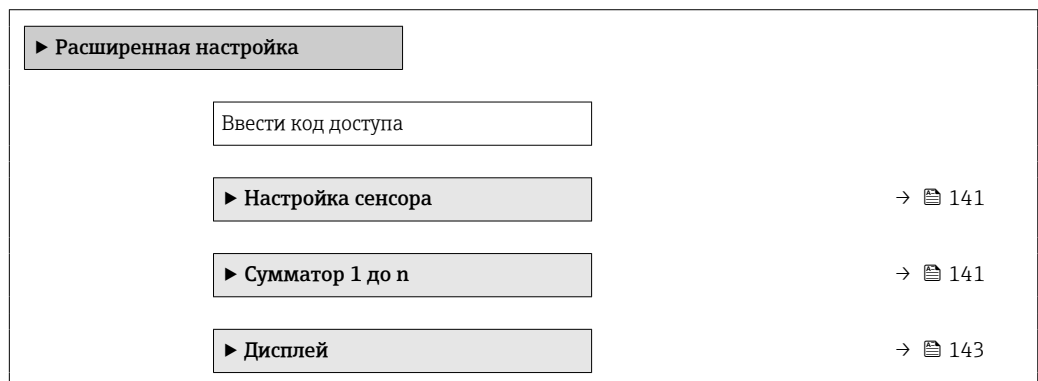 ▶ Расширенная настройка
Ввести код доступа
▶ Настройка сенсора → 141
▶ Сумматор 1 до n → 141
▶ Дисплей → 143